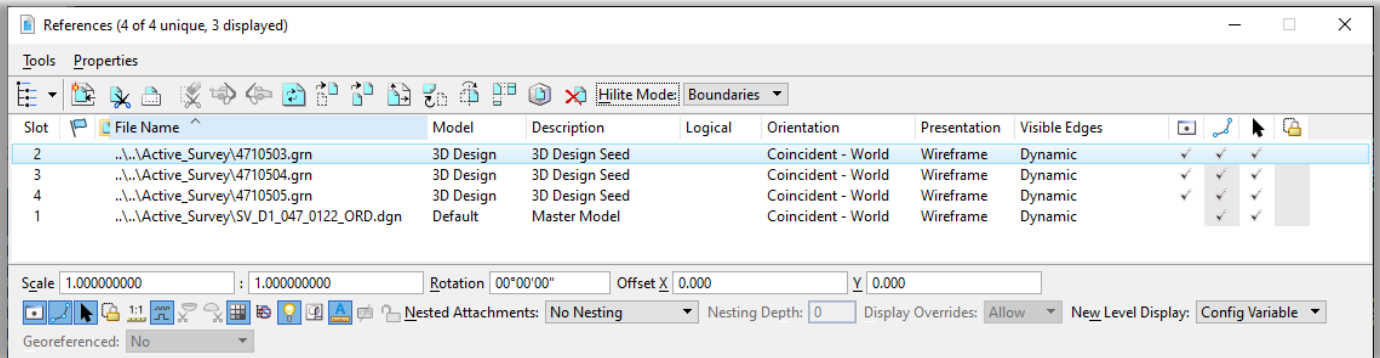 References (4 of 4 unique, 3 displayed)
Tools Properties
Hilite Mode: Boundaries
Slot File Name Model Description Logical Orientation Presentation Visible Edges
2 ..\..\Active_Survey\4710503.grn 3D Design 3D Design Seed Coincident - World Wireframe Dynamic
3 ..\..\Active_Survey\4710504.grn 3D Design 3D Design Seed Coincident - World Wireframe Dynamic
4 ..\..\Active_Survey\4710505.grn 3D Design 3D Design Seed Coincident - World Wireframe Dynamic
1 ..\..\Active_Survey\SV_D1_047_0122_ORD.dgn Default Master Model Coincident - World Wireframe Dynamic
Scale 1.000000000 : 1.000000000 Rotation 00°00'00" Offset X 0.000 Y 0.000
1:1 A Nested Attachments: No Nesting Nesting Depth: 0 Display Overrides: Allow New Level Display: Config Variable
Georeferenced: No